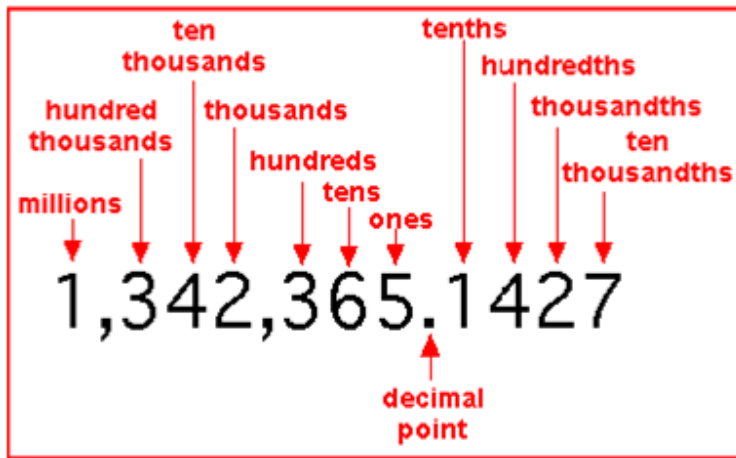 ten
thousands
tenths
hundredths
hundred
thousands
thousands
thousandths
hundreds
ten
thousandths
tens
millions
ones
1,342,365.1427
decimal
point